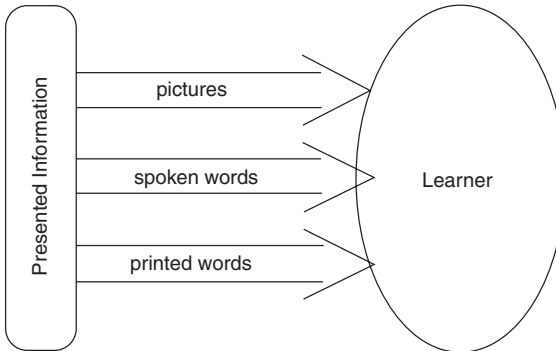 Presented Information
pictures
spoken words
printed words
Learner